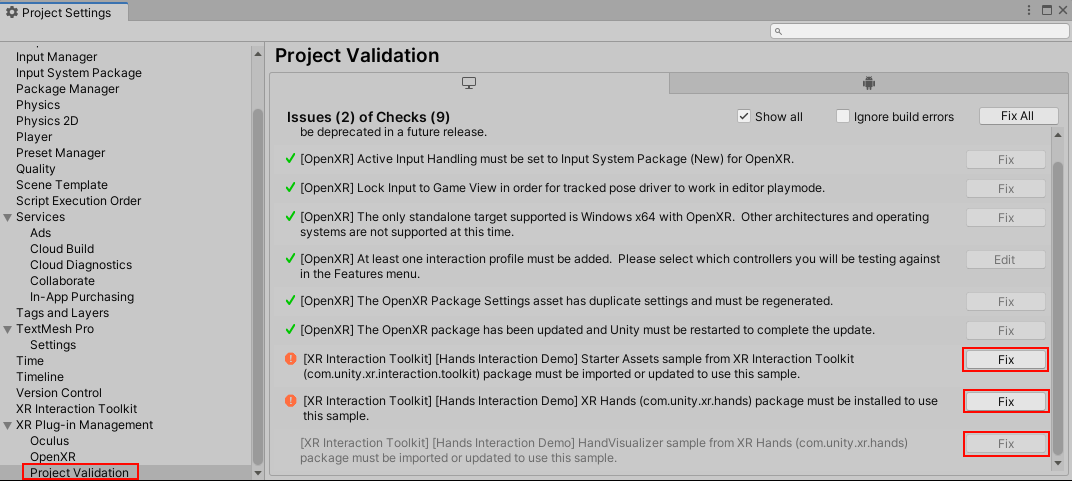 Project Settings
Input Manager
Input System Package
Package Manager
Physics
Physics 2D
Player
Preset Manager
Quality
Scene Template
Script Execution Order
Services
Ads
Cloud Build
Cloud Diagnostics
Collaborate
In-App Purchasing
Tags and Layers
TextMesh Pro
Settings
Time
Timeline
Version Control
XR Interaction Toolkit
XR Plug-in Management
Oculus
OpenXR
Project Validation
Project Validation
Issues (2) of Checks (9)
Show all
Ignore build errors
Fix All
be deprecated in a future release.
[OpenXR] Active Input Handling must be set to Input System Package (New) for OpenXR.
Fix
[OpenXR] Lock Input to Game View in order for tracked pose driver to work in editor playmode.
Fix
[OpenXR] The only standalone target supported is Windows x64 with OpenXR.  Other architectures and operating
systems are not supported at this time.
Fix
[OpenXR] At least one interaction profile must be added.  Please select which controllers you will be testing against
in the Features menu.
Edit
[OpenXR] The OpenXR Package Settings asset has duplicate settings and must be regenerated.
Fix
[OpenXR] The OpenXR package has been updated and Unity must be restarted to complete the update.
Fix
[XR Interaction Toolkit] [Hands Interaction Demo] Starter Assets sample from XR Interaction Toolkit
(com.unity.xr.interaction.toolkit) package must be imported or updated to use this sample.
Fix
[XR Interaction Toolkit] [Hands Interaction Demo] XR Hands (com.unity.xr.hands) package must be installed to use
this sample.
Fix
[XR Interaction Toolkit] [Hands Interaction Demo] HandVisualizer sample from XR Hands (com.unity.xr.hands)
package must be imported or updated to use this sample.
Fix